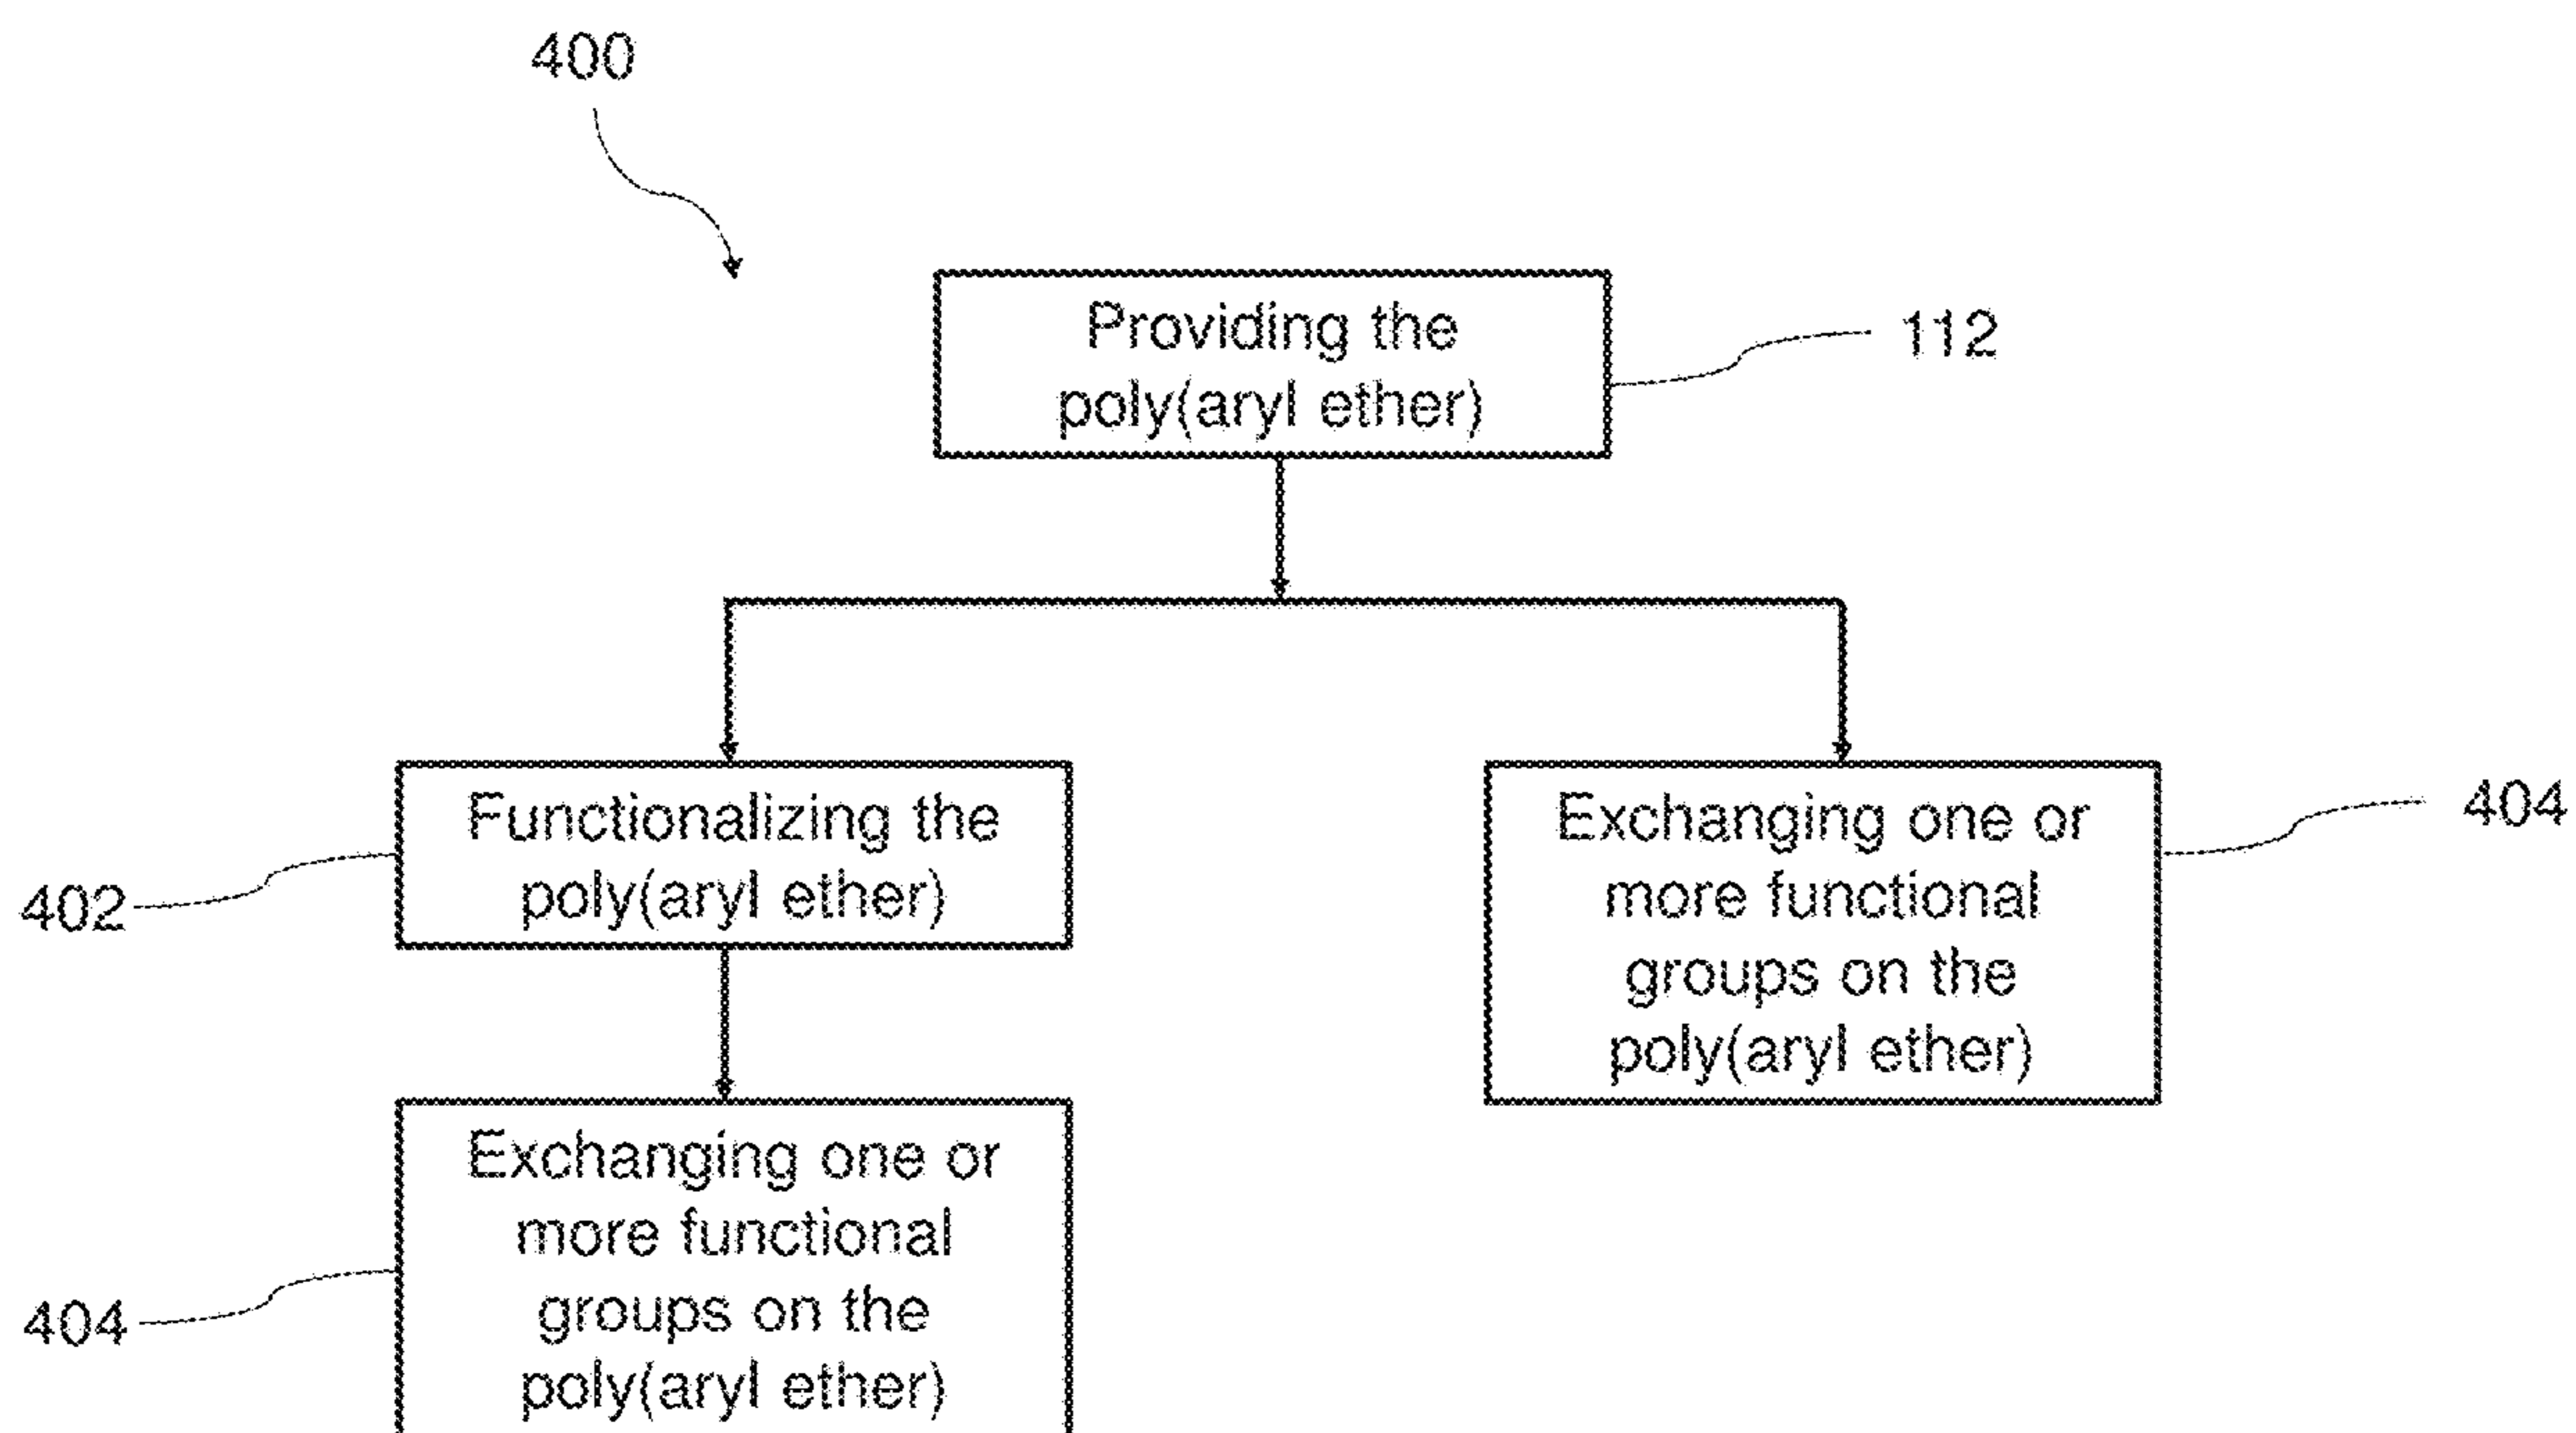 400
Providing the
poly(aryl ether)
112
Functionalizing the
poly(aryl ether)
402
Exchanging one or
more functional
groups on the
poly(aryl ether)
404
Exchanging one or
more functional
groups on the
poly(aryl ether)
404